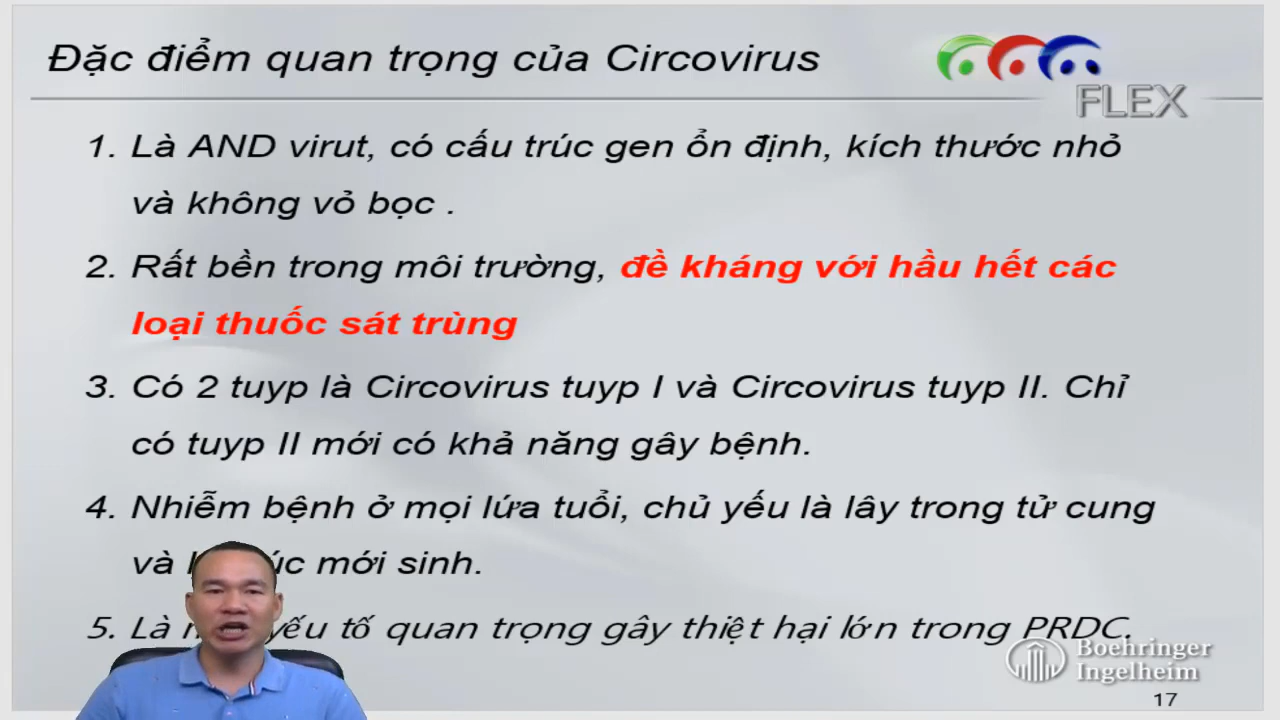 Đặc điểm quan trọng của Circovirus
FLEX
1. Là AND virut, có cấu trúc gen ổn định, kích thước nhỏ
và không vỏ bọc .
2. Rất bền trong môi trường, đề kháng với hầu hết các
loại thuốc sát trùng
3. Có 2 tuyp là Circovirus tuyp I và Circovirus tuyp II. Chỉ
có tuyp II mới có khả năng gây bệnh.
4. Nhiễm bệnh ở mọi lứa tuổi, chủ yếu là lây trong tử cung
và mới sinh.
5. Là tố quan trọng gây thiệt hại lớn trong PRDC.
Boehringer
Ingelheim
17